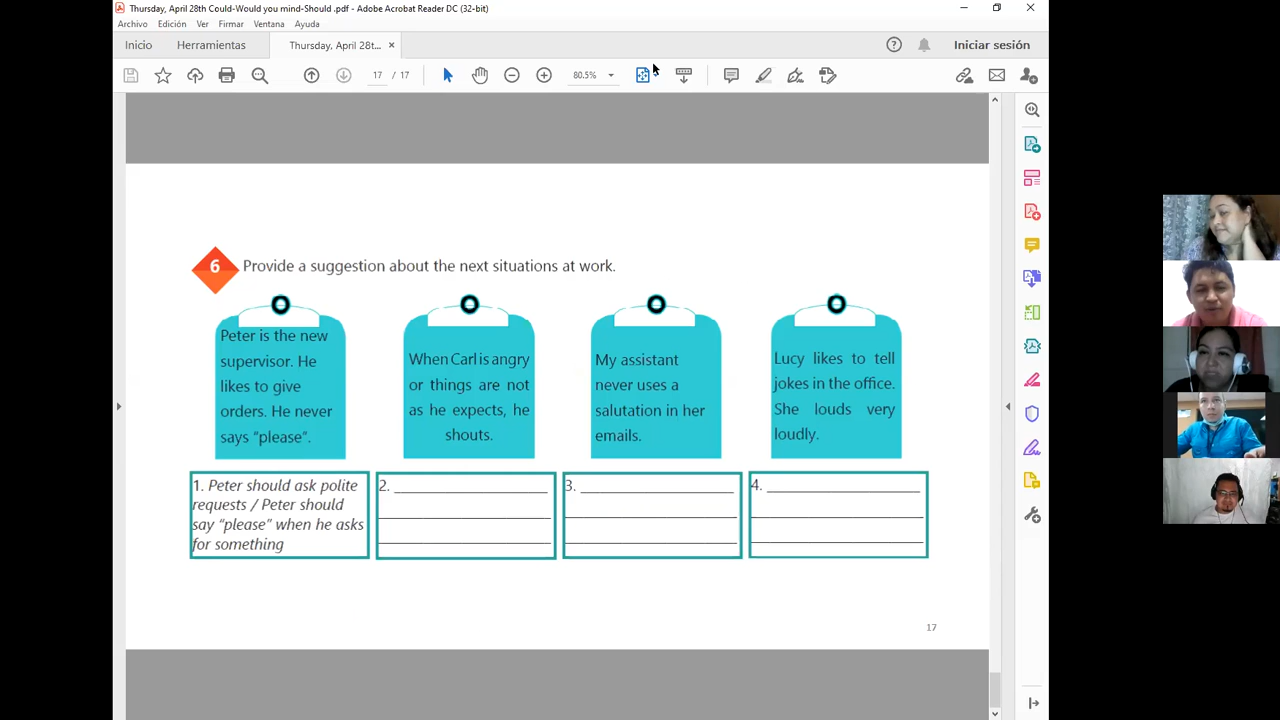 Thursday, April 28th Could-Would you mind-Should .pdf - Adobe Acrobat Reader DC (32-bit)
Archivo Edición Ver Firmar Ventana Ayuda
Inicio Herramientas Thursday, April 28t... × Iniciar sesión
17 / 17 80.5%
6 Provide a suggestion about the next situations at work.
Peter is the new
supervisor. He
likes to give
orders. He never
says “please”.
When Carl is angry
or things are not
as he expects, he
shouts.
My assistant
never uses a
salutation in her
emails.
Lucy likes to tell
jokes in the office.
She louds very
loudly.
1. Peter should ask polite
requests / Peter should
say “please” when he asks
for something
2.
3.
4.
17